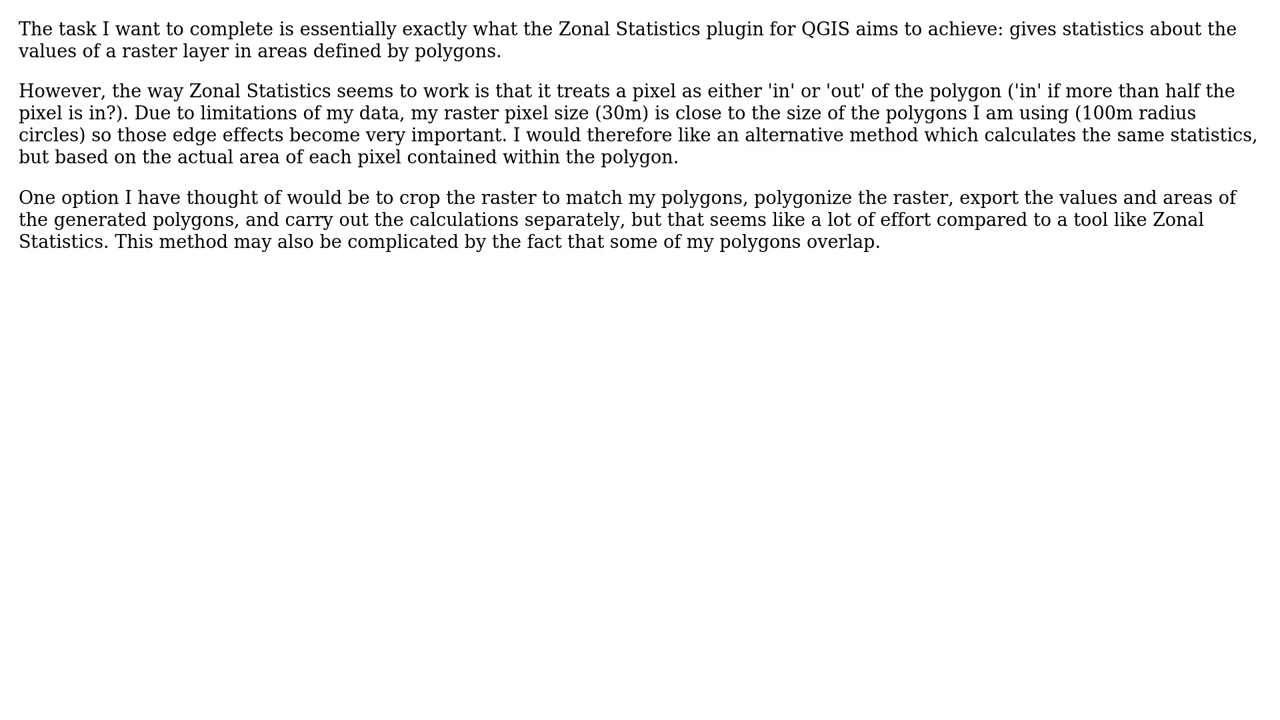 The task I want to complete is essentially exactly what the Zonal Statistics plugin for QGIS aims to achieve: gives statistics about the
values of a raster layer in areas defined by polygons.
However, the way Zonal Statistics seems to work is that it treats a pixel as either 'in' or 'out' of the polygon ('in' if more than half the
pixel is in?). Due to limitations of my data, my raster pixel size (30m) is close to the size of the polygons I am using (100m radius
circles) so those edge effects become very important. I would therefore like an alternative method which calculates the same statistics,
but based on the actual area of each pixel contained within the polygon.
One option I have thought of would be to crop the raster to match my polygons, polygonize the raster, export the values and areas of
the generated polygons, and carry out the calculations separately, but that seems like a lot of effort compared to a tool like Zonal
Statistics. This method may also be complicated by the fact that some of my polygons overlap.